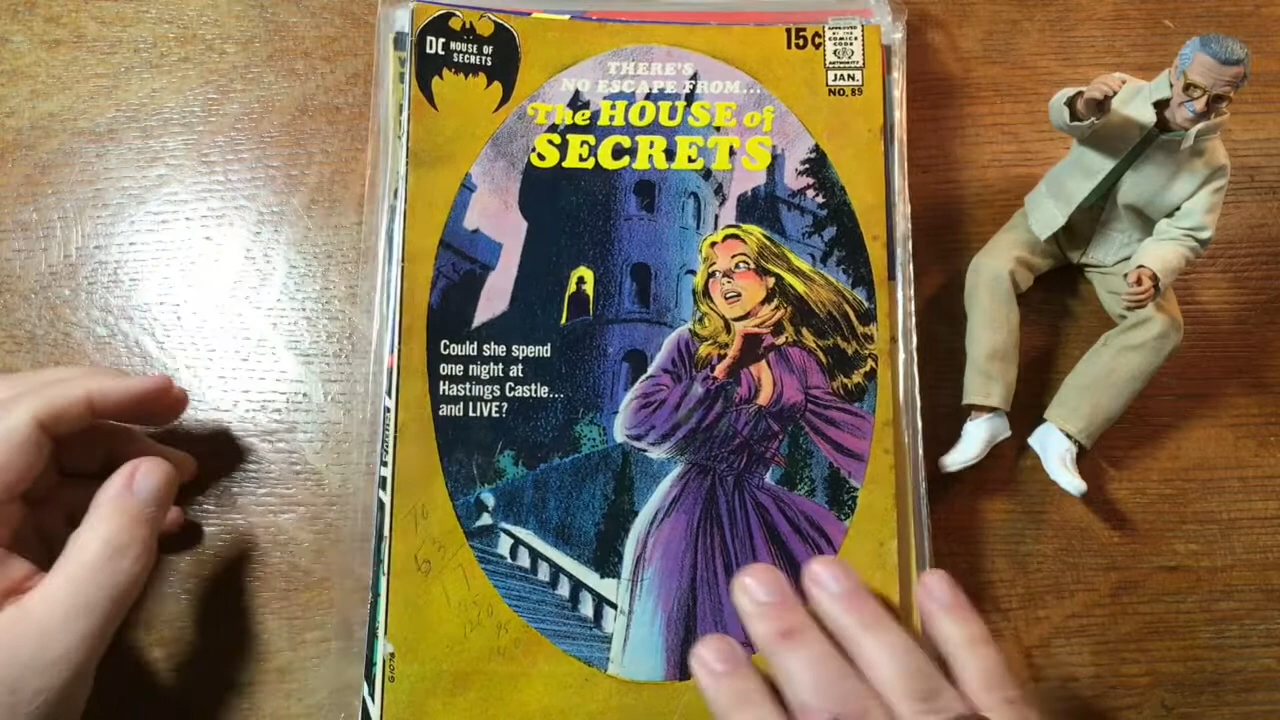 DC HOUSE OF
SECRETS
15¢
APPROVED
BY THE
COMICS
CODE
AUTHORITY
JAN.
NO. 89
THERE'S
NO ESCAPE FROM...
The HOUSE of
SECRETS
Could she spend
one night at
Hastings Castle...
and LIVE?